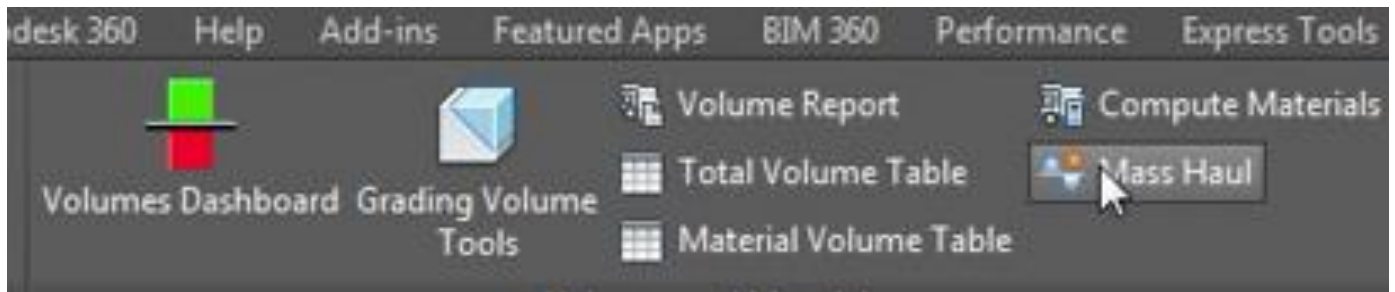 desk 360 Help Add-ins Featured Apps BIM 360 Performance Express Tools
Volumes Dashboard
Grading Volume
Tools
Volume Report
Total Volume Table
Material Volume Table
Compute Materials
Mass Haul